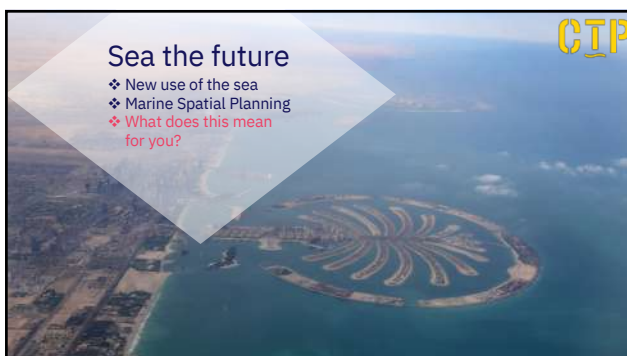 CTP
Sea the future
❖ New use of the sea
❖ Marine Spatial Planning
❖ What does this mean
for you?